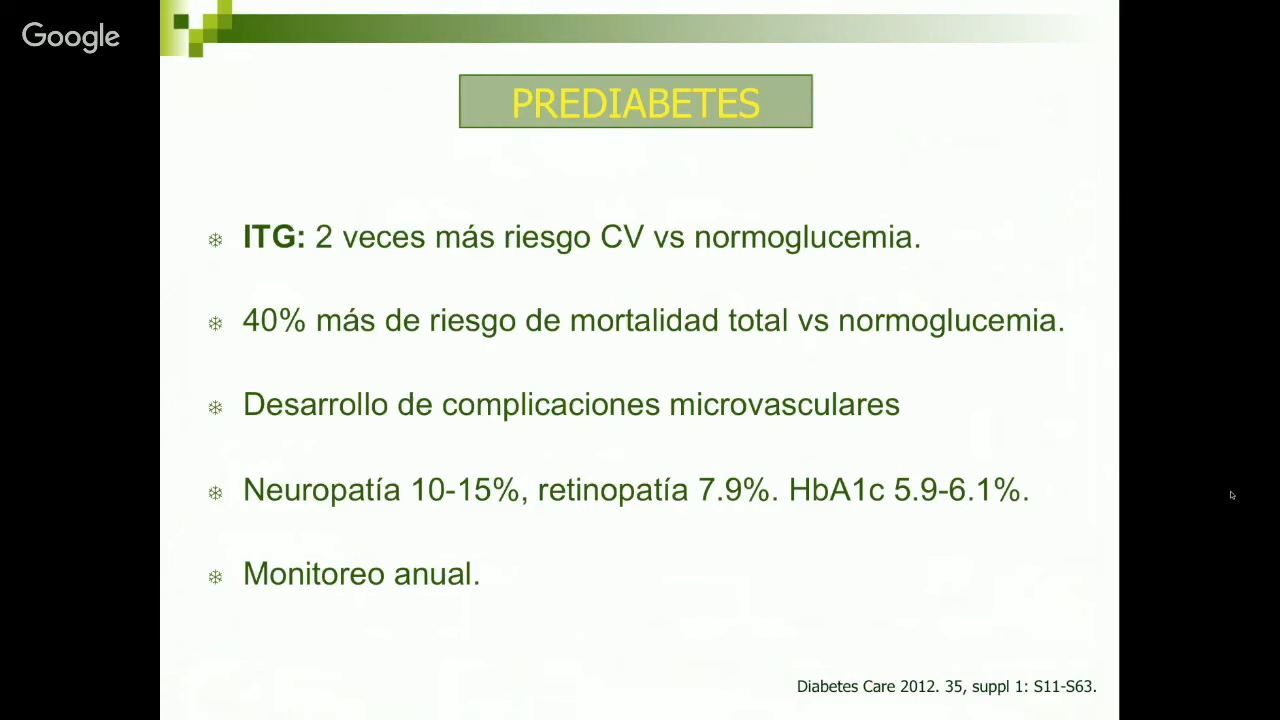 Google
PREDIABETES
ITG: 2 veces más riesgo CV vs normoglucemia.
40% más de riesgo de mortalidad total vs normoglucemia.
Desarrollo de complicaciones microvasculares
Neuropatía 10-15%, retinopatía 7.9%. HbA1c 5.9-6.1%.
Monitoreo anual.
Diabetes Care 2012. 35, suppl 1: S11-S63.